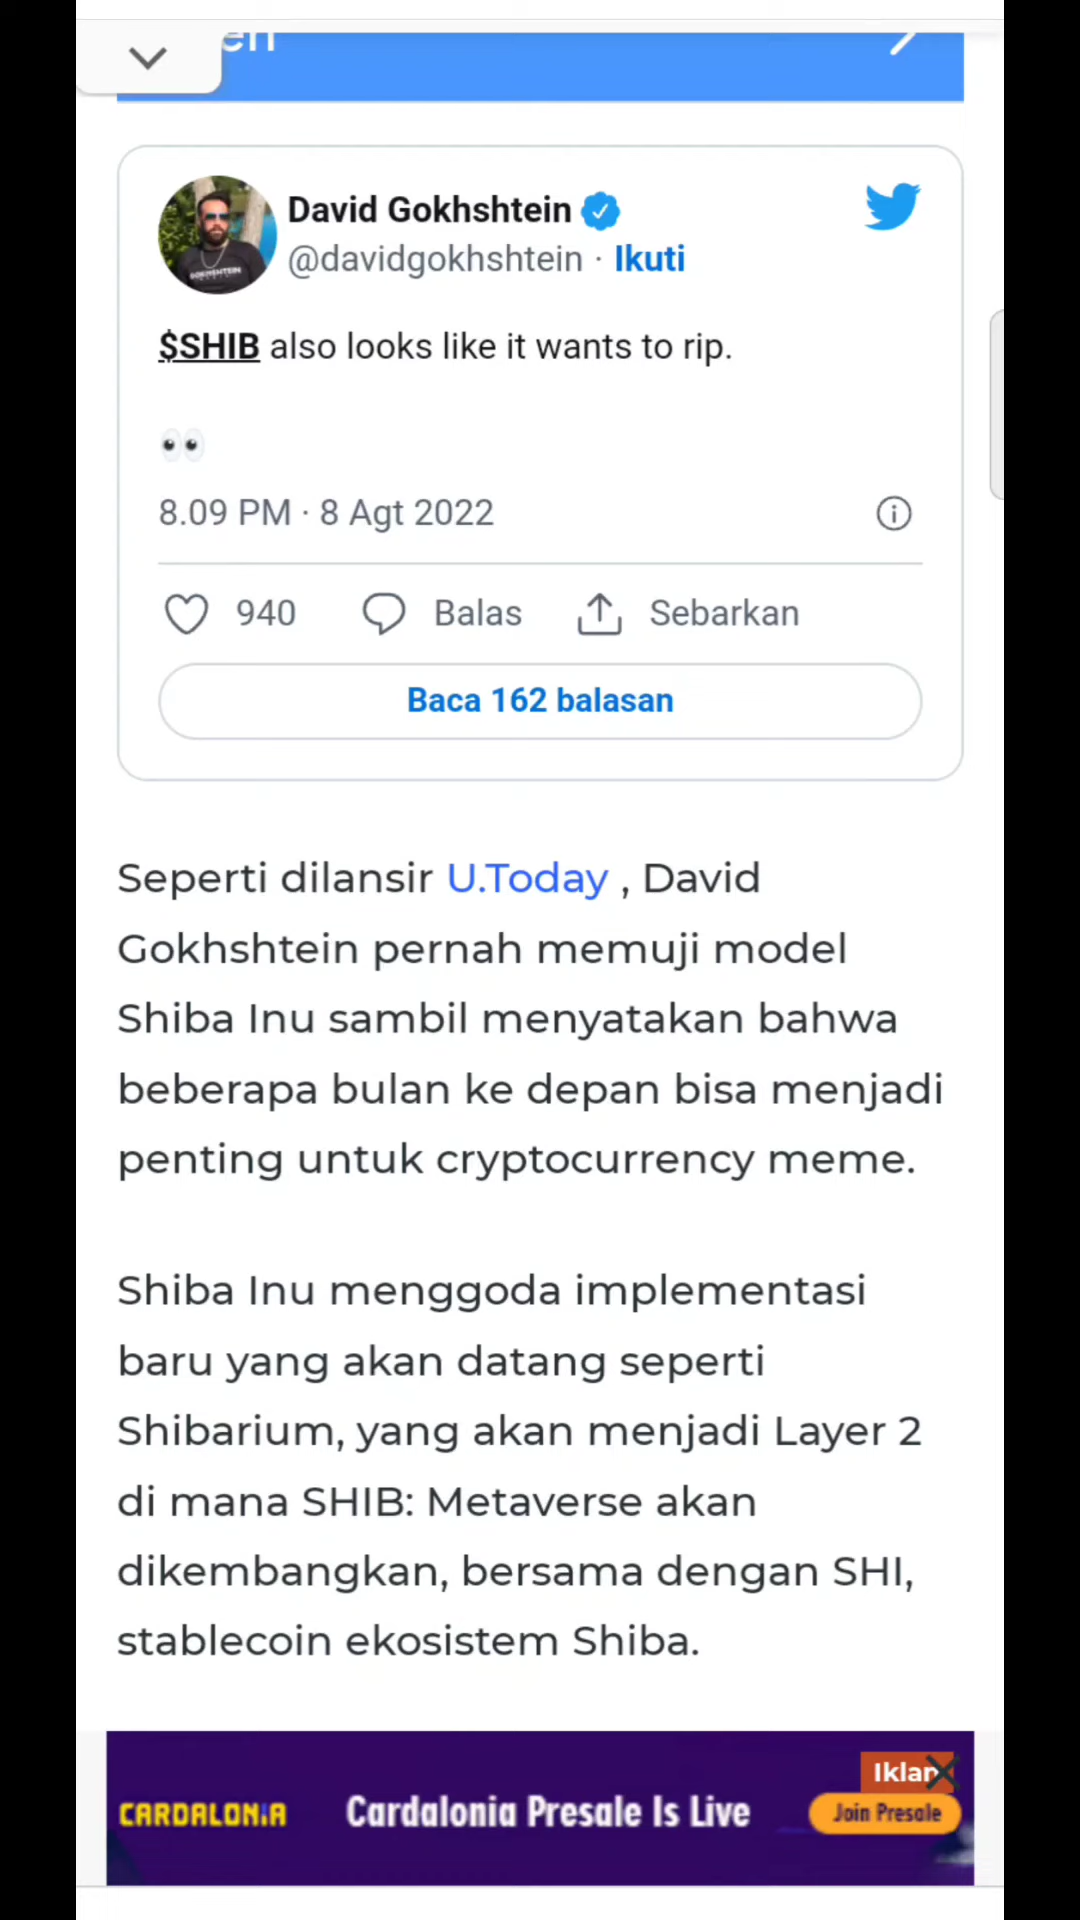 David Gokhshtein
@davidgokhshtein · Ikuti
$SHIB also looks like it wants to rip.
👀
8.09 PM · 8 Agt 2022
940 Balas Sebarkan
Baca 162 balasan
Seperti dilansir U.Today , David
Gokhshtein pernah memuji model
Shiba Inu sambil menyatakan bahwa
beberapa bulan ke depan bisa menjadi
penting untuk cryptocurrency meme.
Shiba Inu menggoda implementasi
baru yang akan datang seperti
Shibarium, yang akan menjadi Layer 2
di mana SHIB: Metaverse akan
dikembangkan, bersama dengan SHI,
stablecoin ekosistem Shiba.
Iklan
CARDALONIA Cardalonia Presale Is Live Join Presale